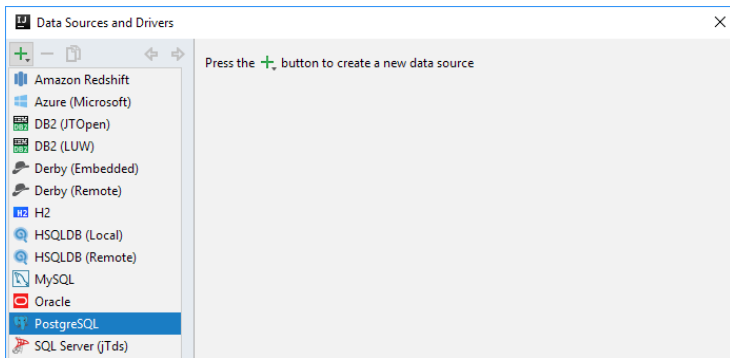 Data Sources and Drivers
Press the button to create a new data source
Amazon Redshift
Azure (Microsoft)
DB2 (JTOpen)
DB2 (LUW)
Derby (Embedded)
Derby (Remote)
H2 H2
HSQLDB (Local)
HSQLDB (Remote)
MySQL
Oracle
PostgreSQL
SQL Server (jTds)